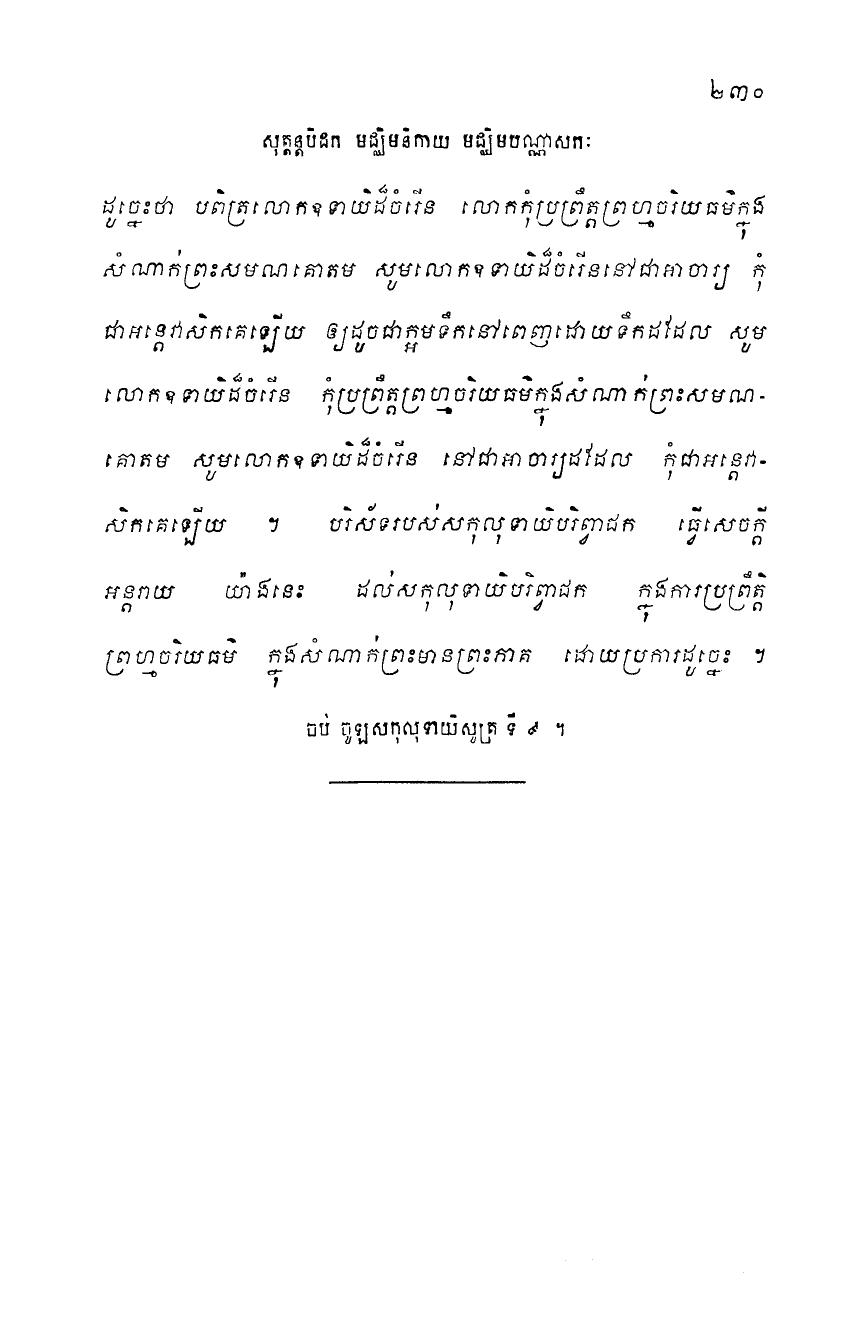 ២៣០
សុត្តន្តបិដក មជ្ឈិមនិកាយ មជ្ឈិមបណ្ណាសកៈ
ដូច្នេះថា បពិត្រលោកឧទាយិដ៏ចំរើន លោកកុំប្រព្រឹត្តព្រហ្មចរិយធម៌ក្នុង
សំណាក់ព្រះសមណគោតម សូមលោកឧទាយិដ៏ចំរើននៅជាអាចារ្យ កុំ
ជាអន្តេវាសិកគេឡើយ ឲ្យដូចជាក្អមទឹកនៅពេញដោយទឹកដដែល សូម
លោកឧទាយិដ៏ចំរើន កុំប្រព្រឹត្តព្រហ្មចរិយធម៌ក្នុងសំណាក់ព្រះសមណ-
គោតម សូមលោកឧទាយិដ៏ចំរើន នៅជាអាចារ្យដដែល កុំជាអន្តេវា-
សិកគេឡើយ ។ បរិស័ទរបស់សកុលុទាយិបរិព្វាជក ធ្វើសេចក្តី
អន្តរាយ យ៉ាងនេះ ដល់សកុលុទាយិបរិព្វាជក ក្នុងការប្រព្រឹត្តិ
ព្រហ្មចរិយធម៌ ក្នុងសំណាក់ព្រះមានព្រះភាគ ដោយប្រការដូច្នេះ ។
ចប់ ចូឡសកុលុទាយិសូត្រ ទី ៩ ។